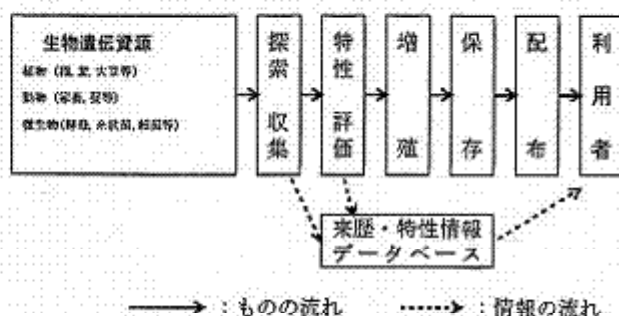 生物遺伝資源
植物 (稲, 麦, 大豆等)
動物 (家畜, 蚕等)
微生物(酵母, 糸状菌, 細菌等)
探索 収集
特性 評価
増殖
保存
配布
利用者
来歴・特性情報
データベース
：ものの流れ
：情報の流れ